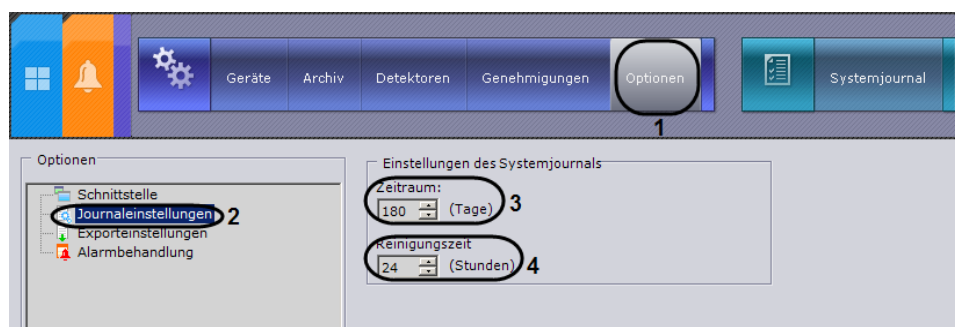 Geräte Archiv Detektoren Genehmigungen Optionen Systemjournal
1
Optionen
Schnittstelle
Journaleinstellungen 2
Exporteinstellungen
Alarmbehandlung
Einstellungen des Systemjournals
Zeitraum:
180 (Tage) 3
Reinigungszeit
24 (Stunden) 4